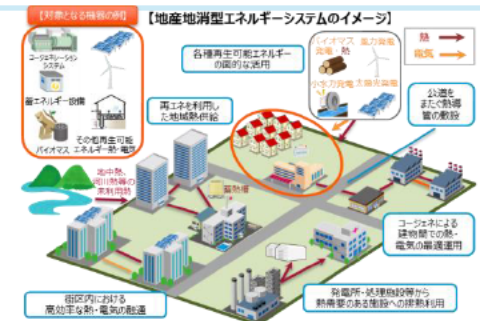 【対象となる機器の例】
【地産地消型エネルギーシステムのイメージ】
コージェネレーション
システム
蓄エネルギー設備
バイオマス
その他再生可能
エネルギー熱・電気
各種再生可能エネルギー
の面的な活用
バイオマス
発電・熱
風力発電
小水力発電
太陽光発電
熱
電気
再エネを利用し
た地域熱供給
公道を
またぐ熱導
管の敷設
地中熱、
河川熱等の
未利用熱
蓄熱槽
コージェネによる
建物間での熱・
電気の最適運用
街区内における
高効率な熱・電気の融通
発電所・処理施設等から
熱需要のある施設への排熱利用